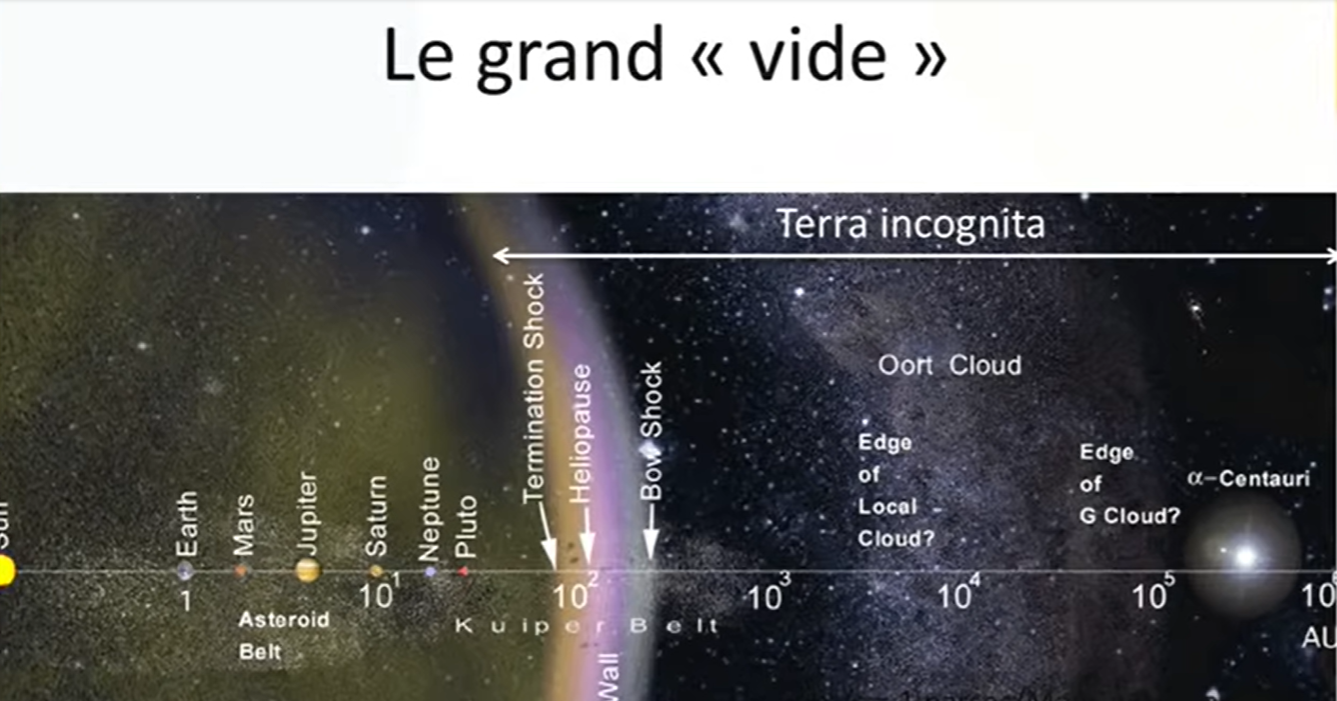 Le grand « vide »
Terra incognita
Termination Shock
Heliopause
Bow Shock
Oort Cloud
Edge
of
Local
Cloud?
Edge
of
G Cloud?
α-Centauri
Sun
Earth
Mars
Jupiter
Saturn
Neptune
Pluto
1
10¹
10²
10³
10⁴
10⁵
10
AU
Asteroid
Belt
Kuiper Belt
Wall